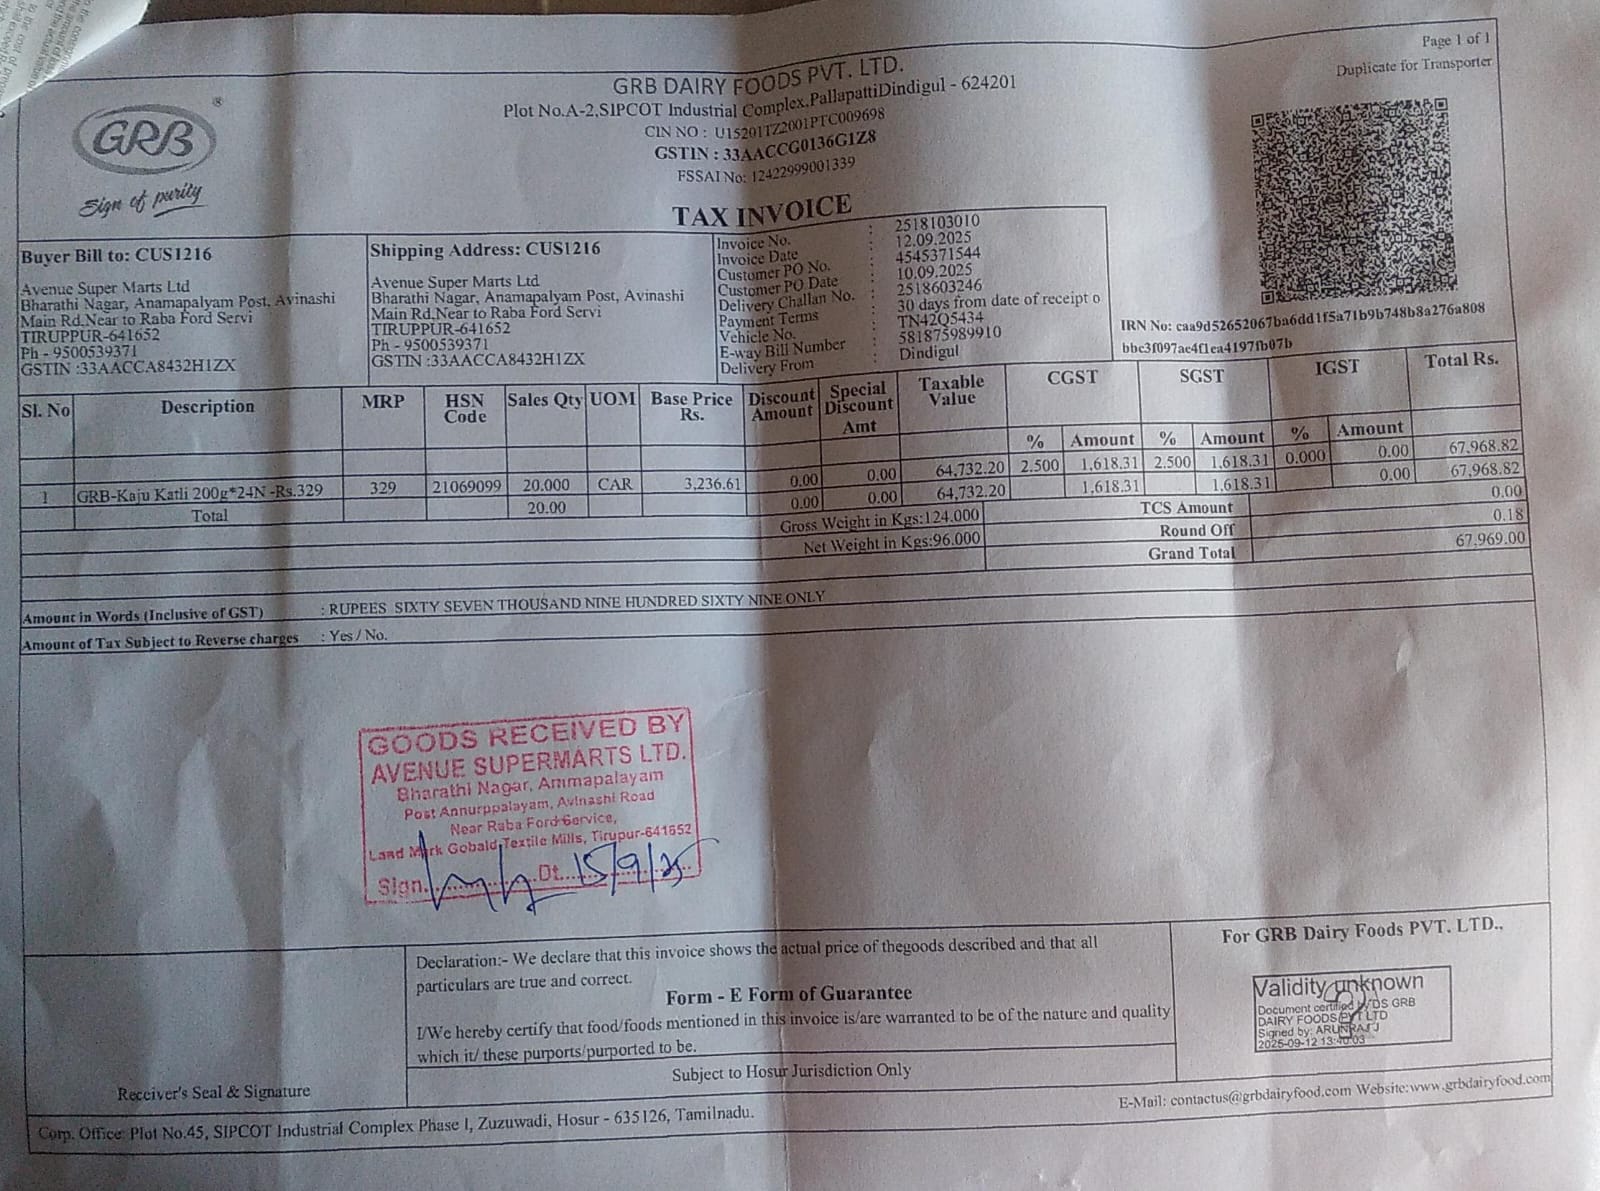 Page 1 of 1
Duplicate for Transporter
GRB
®
Sign of purity
GRB DAIRY FOODS PVT. LTD.
Plot No.A-2,SIPCOT Industrial Complex,PallapattiDindigul - 624201
CIN NO : U15201TZ2001PTC009698
GSTIN : 33AACCG0136G1Z8
FSSAI No: 12422999001339
TAX INVOICE
Buyer Bill to: CUS1216
Avenue Super Marts Ltd
Bharathi Nagar, Anamapalyam Post, Avinashi
Main Rd,Near to Raba Ford Servi
TIRUPPUR-641652
Ph - 9500539371
GSTIN :33AACCA8432H1ZX
Shipping Address: CUS1216
Avenue Super Marts Ltd
Bharathi Nagar, Anamapalyam Post, Avinashi
Main Rd,Near to Raba Ford Servi
TIRUPPUR-641652
Ph - 9500539371
GSTIN :33AACCA8432H1ZX
Invoice No. : 2518103010
Invoice Date : 12.09.2025
Customer PO No. : 4545371544
Customer PO Date : 10.09.2025
Delivery Challan No. : 2518603246
Payment Terms : 30 days from date of receipt o
Vehicle No. : TN42Q5434
E-way Bill Number : 581875989910
Delivery From : Dindigul
IRN No: caa9d52652067ba6dd1f5a71b9b748b8a276a808
bbc3f097ae4f1ea4197fb07b
Sl. No Description MRP HSN Code Sales Qty UOM Base Price Rs. Discount Amount Special Discount Amt Taxable Value CGST SGST IGST Total Rs.
% Amount % Amount % Amount
1 GRB-Kaju Katli 200g*24N -Rs.329 329 21069099 20.000 CAR 3,236.61 0.00 0.00 64,732.20 2.500 1,618.31 2.500 1,618.31 0.000 0.00 67,968.82
Total 20.00 0.00 0.00 64,732.20 1,618.31 1,618.31 0.00 67,968.82
Gross Weight in Kgs:124.000 TCS Amount 0.00
Net Weight in Kgs:96.000 Round Off 0.18
Grand Total 67,969.00
Amount in Words (Inclusive of GST) : RUPEES SIXTY SEVEN THOUSAND NINE HUNDRED SIXTY NINE ONLY
Amount of Tax Subject to Reverse charges : Yes / No.
GOODS RECEIVED BY
AVENUE SUPERMARTS LTD.
Bharathi Nagar, Ammapalayam
Post Annurppalayam, Avinashi Road
Near Raba Ford Service,
Land Mark Gobald Textile Mills, Tirupur-641652
Sign. Dt. 15/9/25
Declaration:- We declare that this invoice shows the actual price of thegoods described and that all
particulars are true and correct.
Form - E Form of Guarantee
I/We hereby certify that food/foods mentioned in this invoice is/are warranted to be of the nature and quality
which it/ these purports/purported to be.
Subject to Hosur Jurisdiction Only
Receiver's Seal & Signature
For GRB Dairy Foods PVT. LTD.,
Validity unknown
Document certified by DS GRB
DAIRY FOODS PVT LTD
Signed by: ARUNRAJ J
2025-09-12 13:40:03
Corp. Office: Plot No.45, SIPCOT Industrial Complex Phase I, Zuzuwadi, Hosur - 635126, Tamilnadu.
E-Mail: contactus@grbdairyfood.com Website:www.grbdairyfood.com